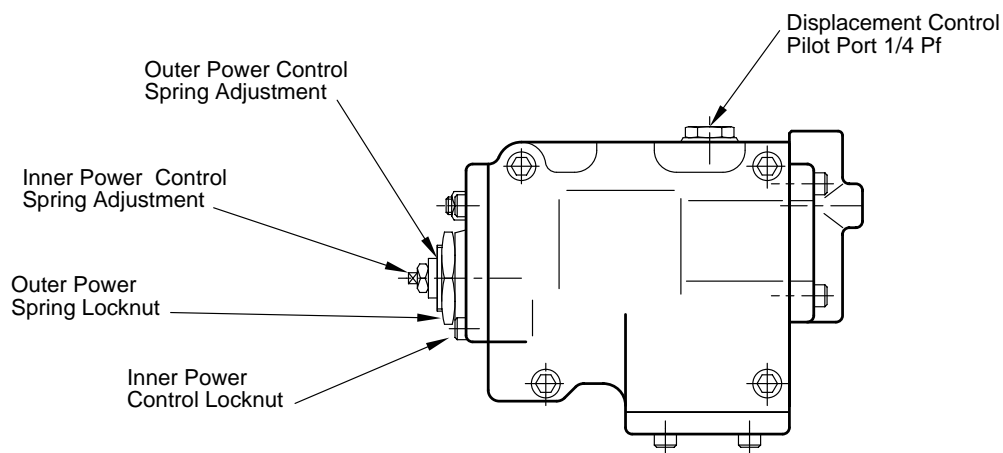 Displacement Control
Pilot Port 1/4 Pf
Outer Power Control
Spring Adjustment
Inner Power  Control
Spring Adjustment
Outer Power
Spring Locknut
Inner Power
Control Locknut